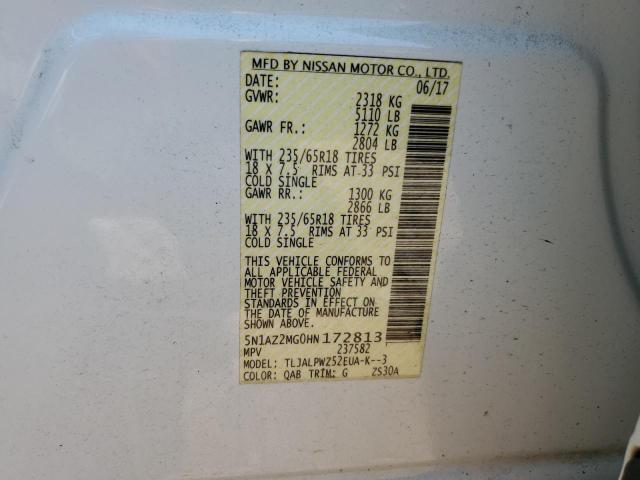 MFD BY NISSAN MOTOR CO., LTD.
DATE: 06/17
GVWR: 2318 KG
5110 LB
GAWR FR.: 1272 KG
2804 LB
WITH 235/65R18 TIRES
18 X 7.5 RIMS AT 33 PSI
COLD SINGLE
GAWR RR.: 1300 KG
2866 LB
WITH 235/65R18 TIRES
18 X 7.5 RIMS AT 33 PSI
COLD SINGLE
THIS VEHICLE CONFORMS TO
ALL APPLICABLE FEDERAL
MOTOR VEHICLE SAFETY AND
THEFT PREVENTION
STANDARDS IN EFFECT ON
THE DATE OF MANUFACTURE
SHOWN ABOVE.
5N1AZ2MG0HN172813
MPV 237582
MODEL: TLJALPWZ52EUA-K--3
COLOR: QAB TRIM: G ZS30A